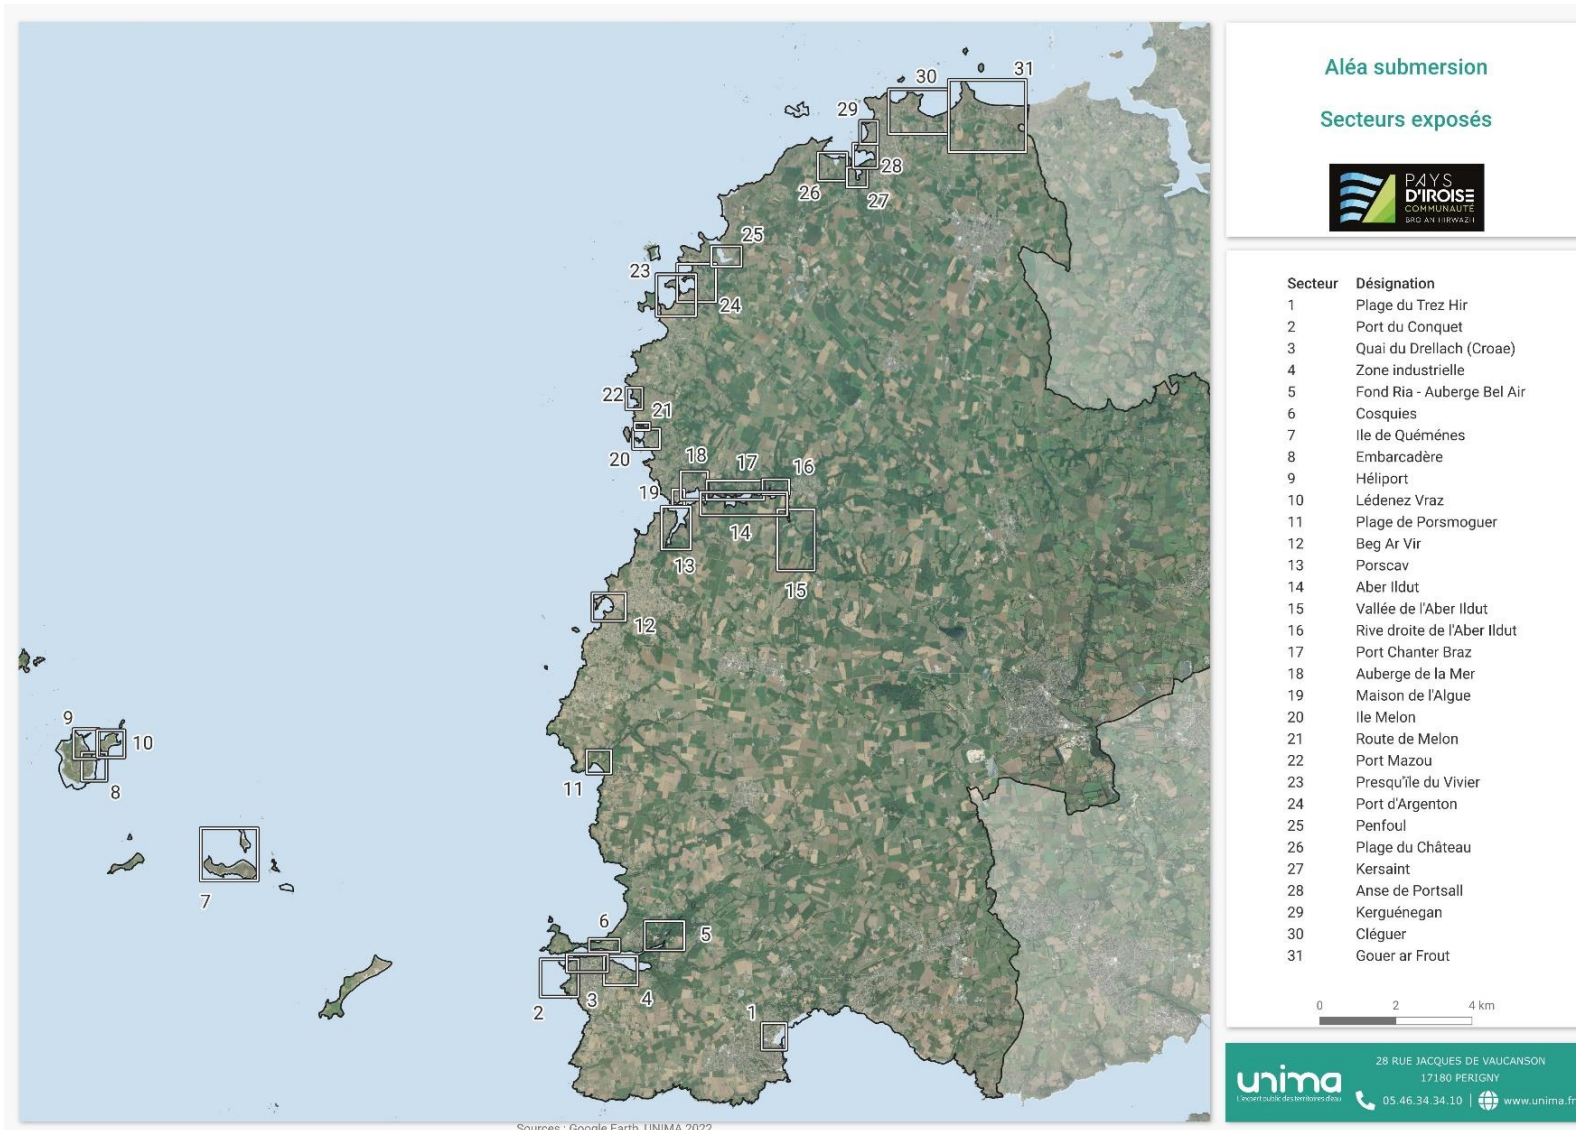 31
30
29
28
26
27
25
23
24
22
21
20
18
17
16
19
14
13
15
12
9
10
11
8
7
6
5
2
3
4
1
Sources : Google Earth, UNIMA 2022
Aléa submersion
Secteurs exposés
PAYS
D'IROISE
COMMUNAUTÉ
BRO AN HIRWAZH
Secteur Désignation
1 Plage du Trez Hir
2 Port du Conquet
3 Quai du Drellach (Croae)
4 Zone industrielle
5 Fond Ria - Auberge Bel Air
6 Cosquies
7 Ile de Quéménes
8 Embarcadère
9 Héliport
10 Lédenez Vraz
11 Plage de Porsmoguer
12 Beg Ar Vir
13 Porscav
14 Aber Ildut
15 Vallée de l'Aber Ildut
16 Rive droite de l'Aber Ildut
17 Port Chanter Braz
18 Auberge de la Mer
19 Maison de l'Algue
20 Ile Melon
21 Route de Melon
22 Port Mazou
23 Presqu'île du Vivier
24 Port d'Argenton
25 Penfoul
26 Plage du Château
27 Kersaint
28 Anse de Portsall
29 Kerguénegan
30 Cléguer
31 Gouer ar Frout
0 2 4 km
unima
L'expert public des territoires d'eau
28 RUE JACQUES DE VAUCANSON
17180 PERIGNY
05.46.34.34.10 | www.unima.fr